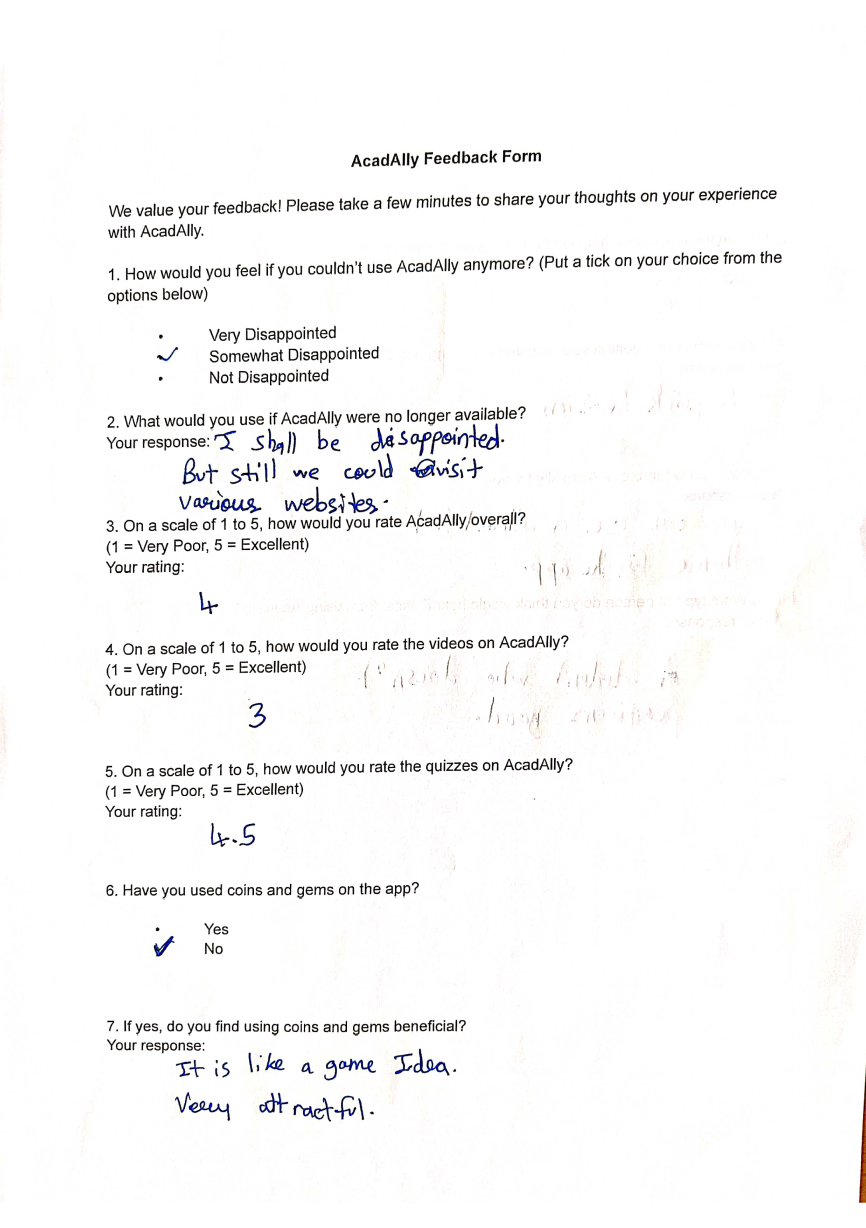 AcadAlly Feedback Form
We value your feedback! Please take a few minutes to share your thoughts on your experience
with AcadAlly.
1. How would you feel if you couldn't use AcadAlly anymore? (Put a tick on your choice from the
options below)
• Very Disappointed
✓ Somewhat Disappointed
• Not Disappointed
2. What would you use if AcadAlly were no longer available?
Your response: I shall be disappointed.
But still we could visit
various websites.
3. On a scale of 1 to 5, how would you rate AcadAlly overall?
(1 = Very Poor, 5 = Excellent)
Your rating:
4
4. On a scale of 1 to 5, how would you rate the videos on AcadAlly?
(1 = Very Poor, 5 = Excellent)
Your rating:
3
5. On a scale of 1 to 5, how would you rate the quizzes on AcadAlly?
(1 = Very Poor, 5 = Excellent)
Your rating:
4.5
6. Have you used coins and gems on the app?
• Yes
✓ No
7. If yes, do you find using coins and gems beneficial?
Your response:
It is like a game Idea.
Veery attractful.